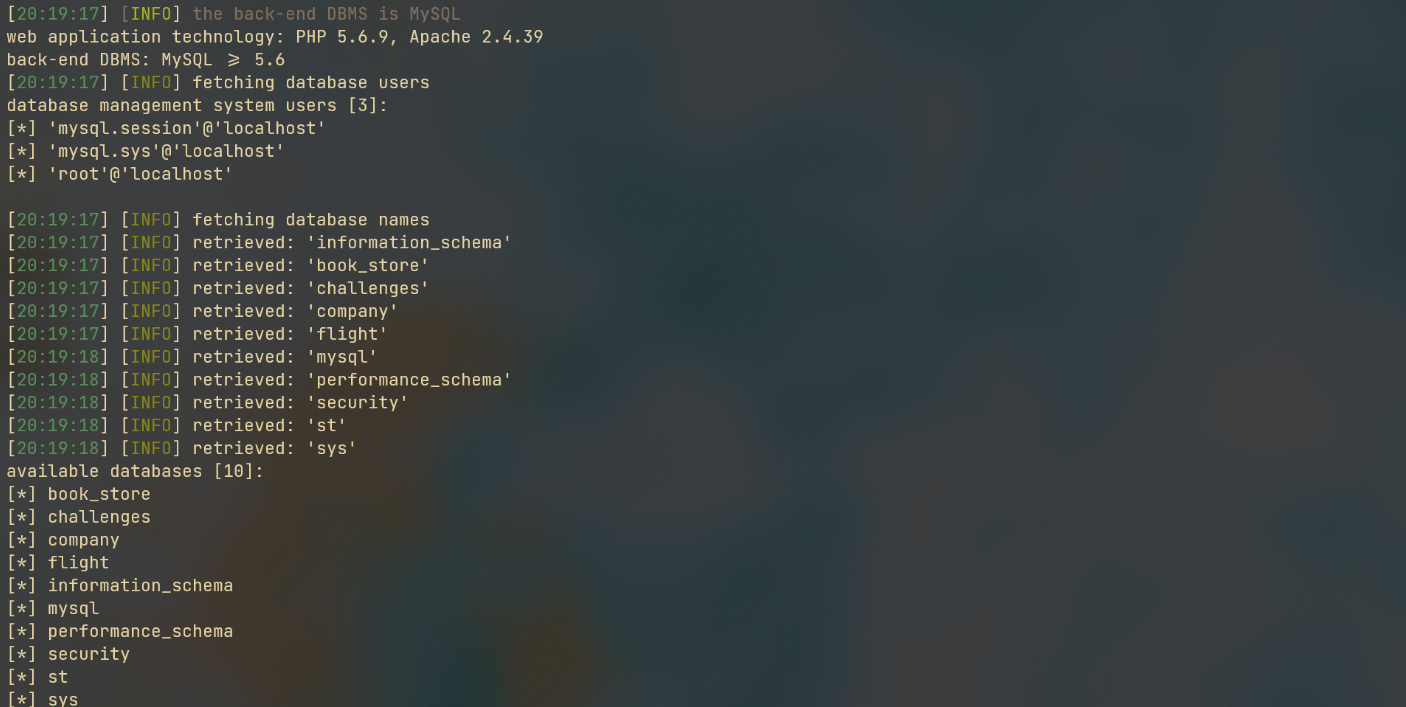 [20:19:17] [INFO] the back-end DBMS is MySQL
web application technology: PHP 5.6.9, Apache 2.4.39
back-end DBMS: MySQL ≥ 5.6
[20:19:17] [INFO] fetching database users
database management system users [3]:
[*] 'mysql.session'@'localhost'
[*] 'mysql.sys'@'localhost'
[*] 'root'@'localhost'

[20:19:17] [INFO] fetching database names
[20:19:17] [INFO] retrieved: 'information_schema'
[20:19:17] [INFO] retrieved: 'book_store'
[20:19:17] [INFO] retrieved: 'challenges'
[20:19:17] [INFO] retrieved: 'company'
[20:19:17] [INFO] retrieved: 'flight'
[20:19:18] [INFO] retrieved: 'mysql'
[20:19:18] [INFO] retrieved: 'performance_schema'
[20:19:18] [INFO] retrieved: 'security'
[20:19:18] [INFO] retrieved: 'st'
[20:19:18] [INFO] retrieved: 'sys'
available databases [10]:
[*] book_store
[*] challenges
[*] company
[*] flight
[*] information_schema
[*] mysql
[*] performance_schema
[*] security
[*] st
[*] sys